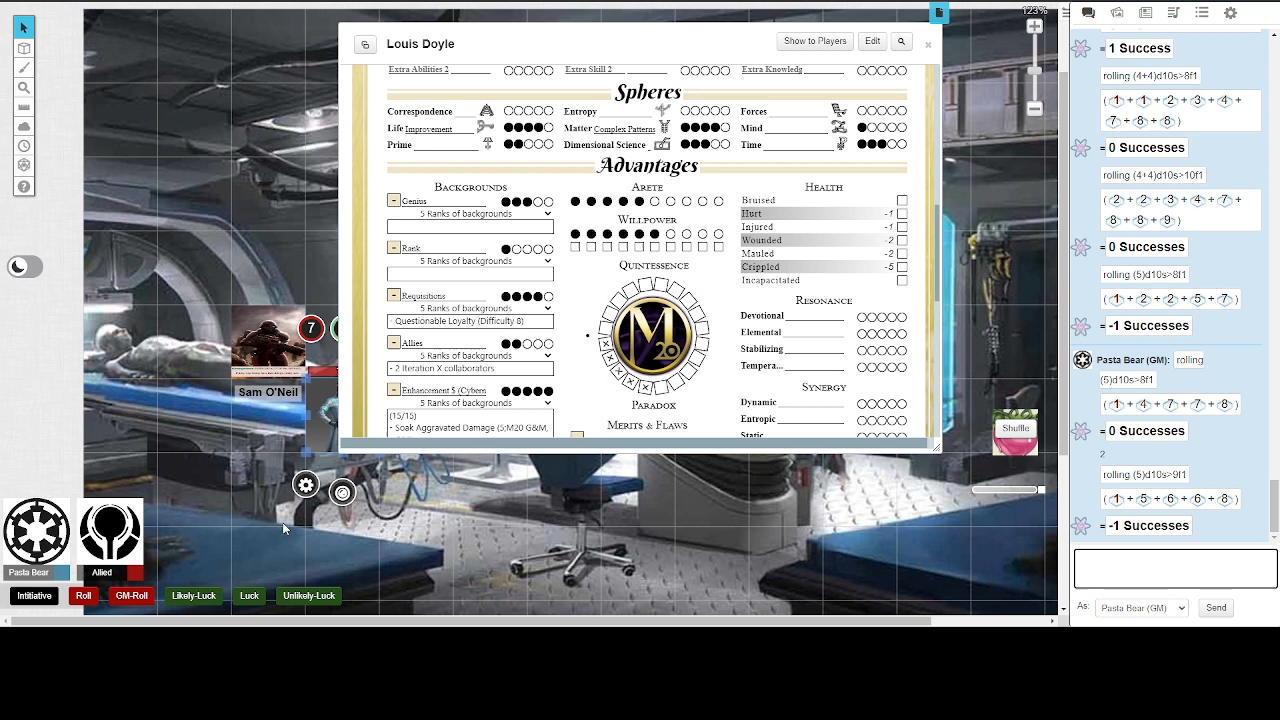 123%
Louis Doyle
Show to Players
Edit
Extra Abilities 2
Extra Skill 2
Extra Knowledg
Spheres
Correspondence
Entropy
Forces
Life Improvement
Matter Complex Patterns
Mind
Prime
Dimensional Science
Time
Advantages
BACKGROUNDS
ARETE
HEALTH
- Genius
5 Ranks of backgrounds
WILLPOWER
Bruised
Hurt -1
Injured -1
Wounded -2
Mauled -2
Crippled -5
Incapacitated
- Rank
5 Ranks of backgrounds
QUINTESSENCE
- Requisitions
5 Ranks of backgrounds
- Questionable Loyalty (Difficulty 8)
RESONANCE
Devotional
Elemental
Stabilizing
Tempera...
- Allies
5 Ranks of backgrounds
- 2 Iteration X collaborators
M
20
PARADOX
SYNERGY
Dynamic
Entropic
Static
- Enhancement 5 (Cybern
5 Ranks of backgrounds
(15/15)
- Soak Aggravated Damage (5;M20 G&M,
MERITS & FLAWS
7
Sam O'Neil
Shuffle
Pasta Bear
Allied
Intitiative
Roll
GM-Roll
Likely-Luck
Luck
Unlikely-Luck
= 1 Success
rolling (4+4)d10s>6f1
( 1 + 1 + 2 + 3 + 4 +
7 + 8 + 8 )
= 0 Successes
rolling (4+4)d10s>10f1
( 2 + 2 + 3 + 4 + 7 +
8 + 8 + 9 )
= 0 Successes
rolling (5)d10s>8f1
( 1 + 2 + 2 + 5 + 7 )
= -1 Successes
Pasta Bear (GM): rolling
(5)d10s>8f1
( 1 + 4 + 7 + 7 + 8 )
= 0 Successes
2
rolling (5)d10s>9f1
( 1 + 5 + 6 + 6 + 8 )
= -1 Successes
As:
Pasta Bear (GM)
Send